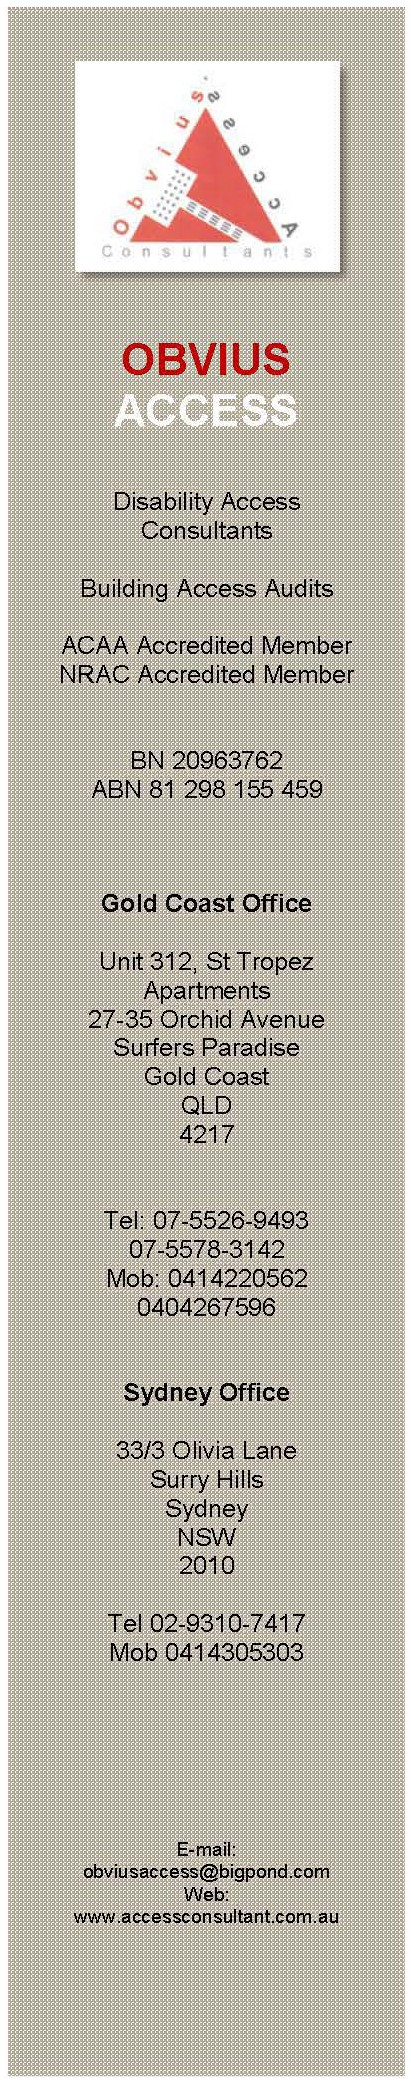 Obvius.
Access
Consultants
OBVIUS
ACCESS
Disability Access
Consultants
Building Access Audits
ACAA Accredited Member
NRAC Accredited Member
BN 20963762
ABN 81 298 155 459
Gold Coast Office
Unit 312, St Tropez
Apartments
27-35 Orchid Avenue
Surfers Paradise
Gold Coast
QLD
4217
Tel: 07-5526-9493
07-5578-3142
Mob: 0414220562
0404267596
Sydney Office
33/3 Olivia Lane
Surry Hills
Sydney
NSW
2010
Tel 02-9310-7417
Mob 0414305303
E-mail:
obviusaccess@bigpond.com
Web:
www.accessconsultant.com.au